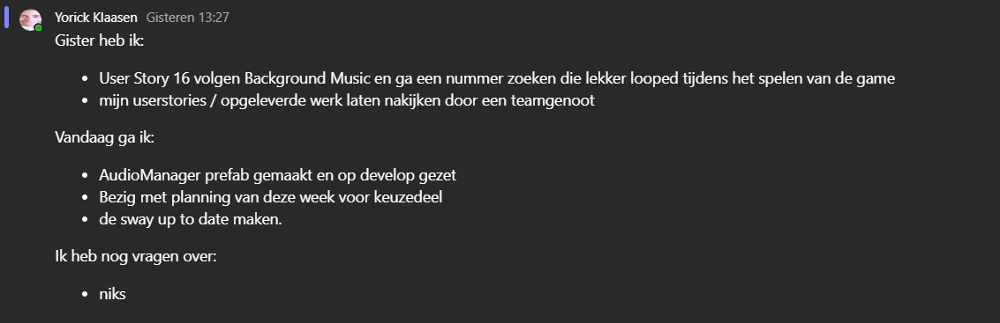 Yorick Klaasen Gisteren 13:27
Gister heb ik:
• User Story 16 volgen Background Music en ga een nummer zoeken die lekker looped tijdens het spelen van de game
• mijn userstories / opgeleverde werk laten nakijken door een teamgenoot
Vandaag ga ik:
• AudioManager prefab gemaakt en op develop gezet
• Bezig met planning van deze week voor keuzedeel
• de sway up to date maken.
Ik heb nog vragen over:
• niks